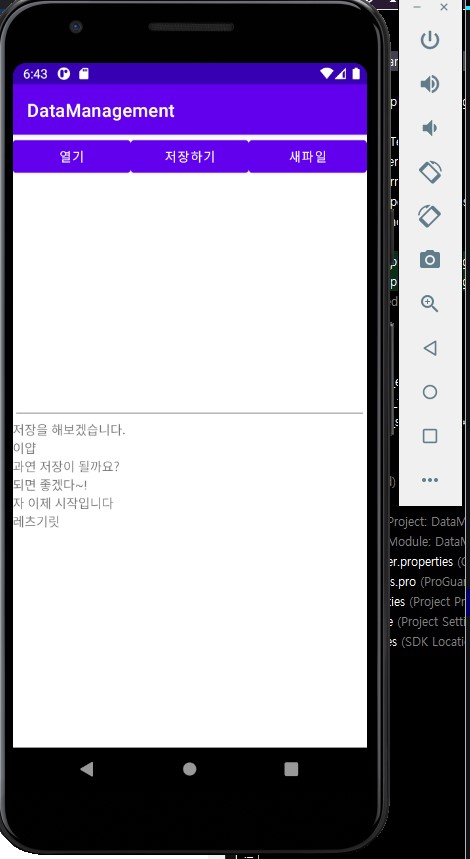 6:43
DataManagement
열기 저장하기 새파일
저장을 해보겠습니다.
이얍
과연 저장이 될까요?
되면 좋겠다~!
자 이제 시작입니다
레츠기릿
Project: DataM
Module: DataM
er.properties
s.pro (ProGuar
ties (Project Pr
(Project Setti
es (SDK Locati